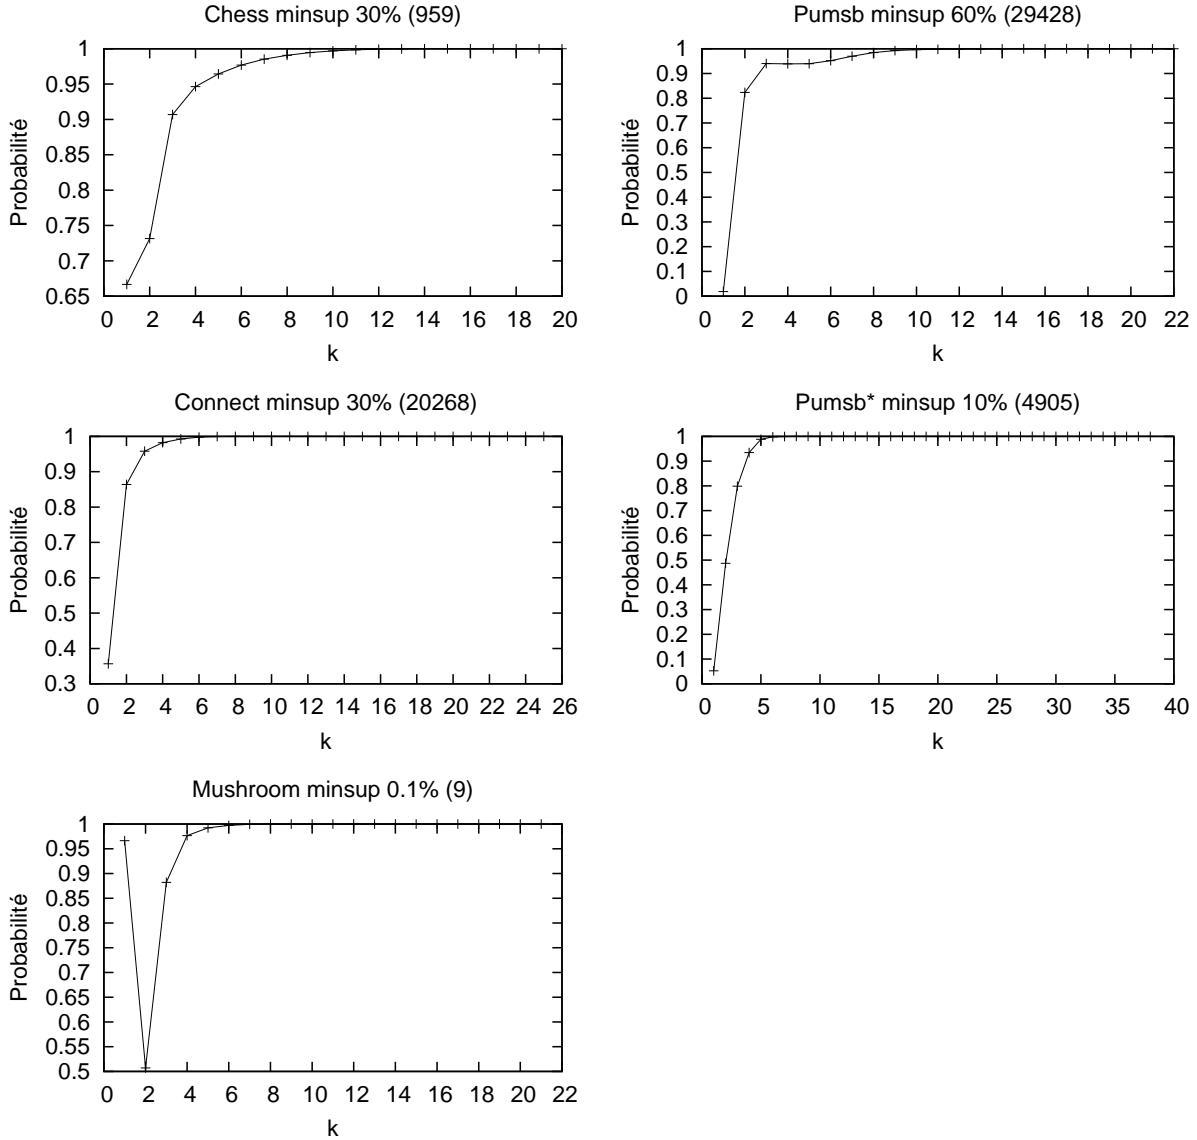 Chess minsup 30% (959)
1
0.95
0.9
0.85
0.8
0.75
0.7
0.65
Probabilité
0 2 4 6 8 10 12 14 16 18 20
k
Pumsb minsup 60% (29428)
1
0.9
0.8
0.7
0.6
0.5
0.4
0.3
0.2
0.1
0
Probabilité
0 2 4 6 8 10 12 14 16 18 20 22
k
Connect minsup 30% (20268)
1
0.9
0.8
0.7
0.6
0.5
0.4
0.3
Probabilité
0 2 4 6 8 10 12 14 16 18 20 22 24 26
k
Pumsb* minsup 10% (4905)
1
0.9
0.8
0.7
0.6
0.5
0.4
0.3
0.2
0.1
0
Probabilité
0 5 10 15 20 25 30 35 40
k
Mushroom minsup 0.1% (9)
1
0.95
0.9
0.85
0.8
0.75
0.7
0.65
0.6
0.55
0.5
Probabilité
0 2 4 6 8 10 12 14 16 18 20 22
k